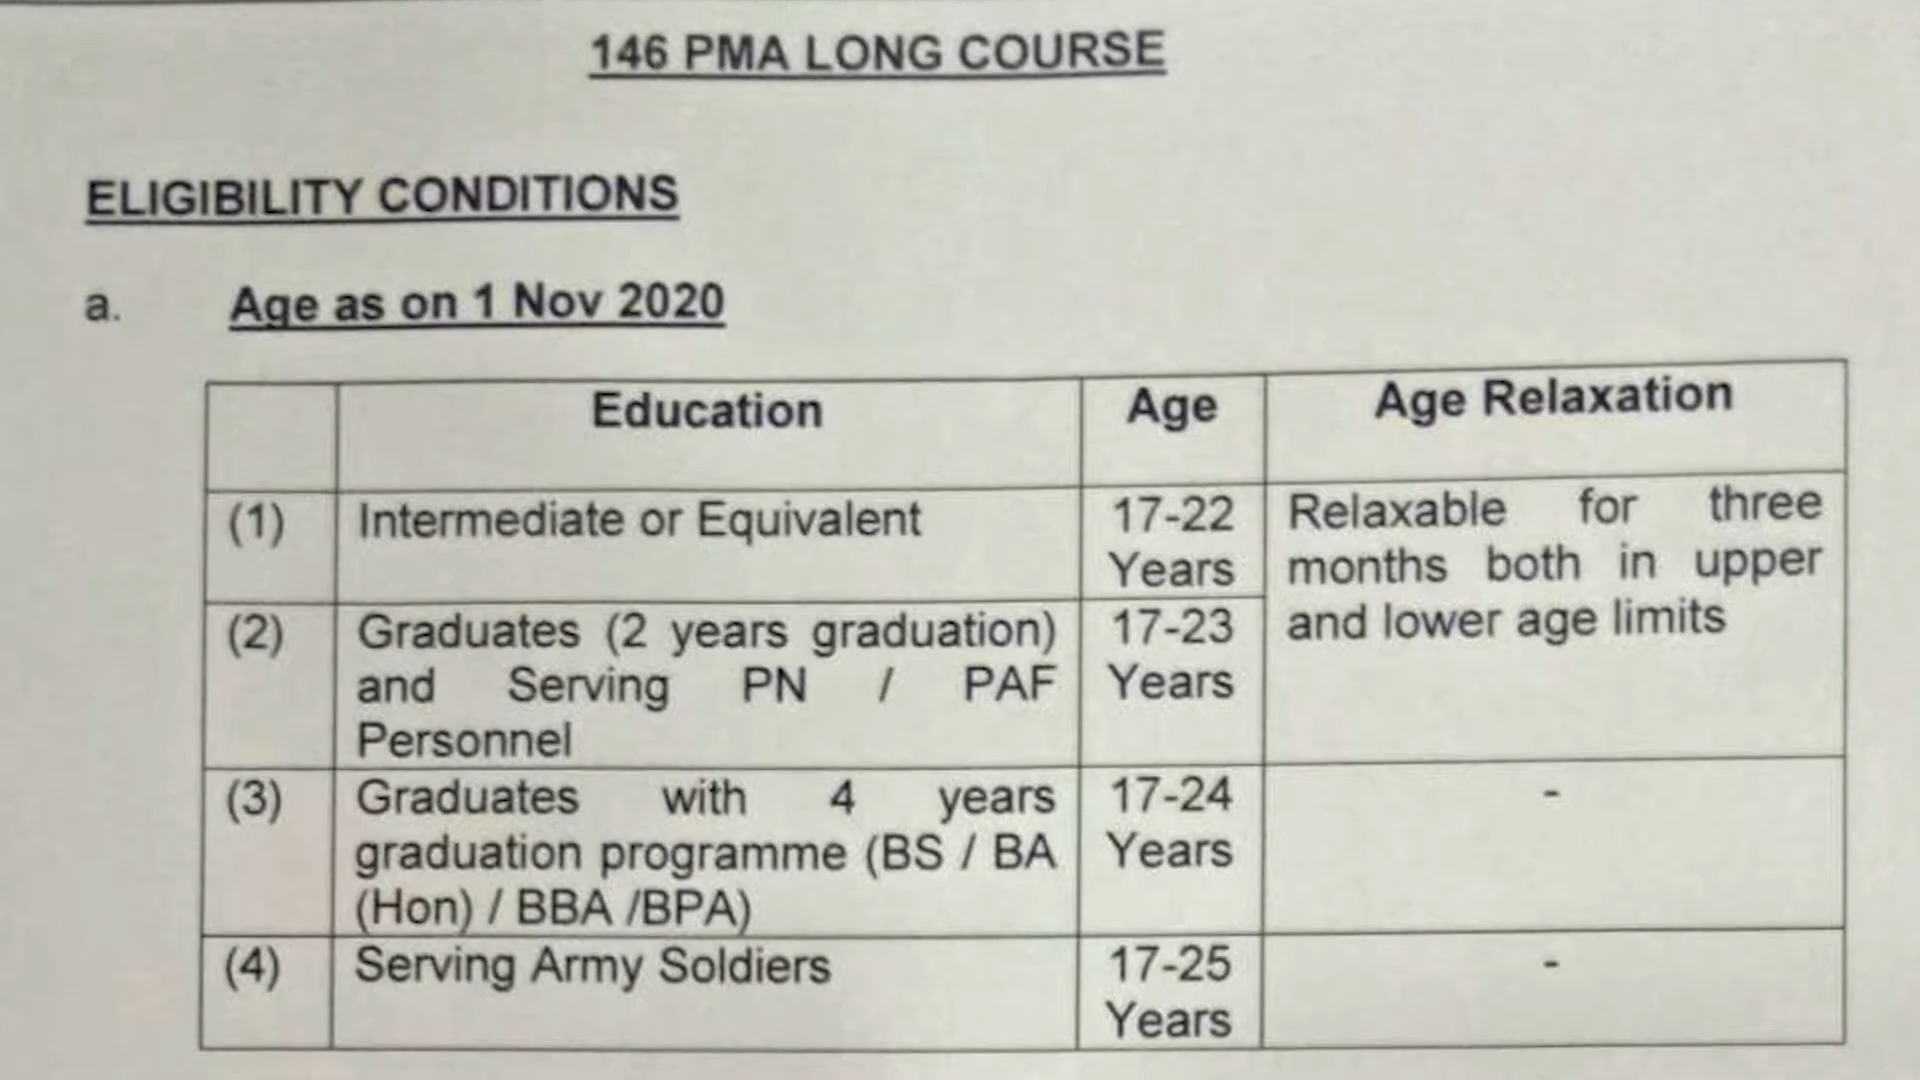 146 PMA LONG COURSE
ELIGIBILITY CONDITIONS
a. Age as on 1 Nov 2020
Education Age Age Relaxation
(1) Intermediate or Equivalent 17-22 Years Relaxable for three months both in upper and lower age limits
(2) Graduates (2 years graduation) and Serving PN / PAF Personnel 17-23 Years
(3) Graduates with 4 years graduation programme (BS / BA (Hon) / BBA /BPA) 17-24 Years -
(4) Serving Army Soldiers 17-25 Years -